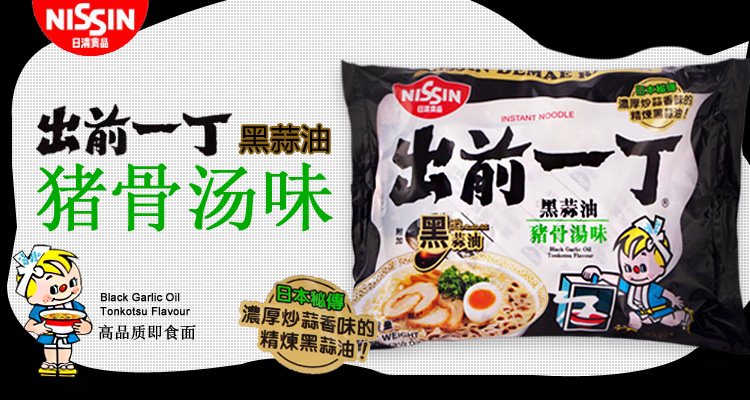 NISSIN
日清食品
出前一丁 黑蒜油
猪骨汤味
Black Garlic Oil
Tonkotsu Flavour
高品质即食面
日本秘傳
濃厚炒蒜香味的
精煉黑蒜油!
NISSIN
日清食品
INSTANT NOODLE
日本秘傳
濃厚炒蒜香味的
精煉黑蒜油!
出前一丁
®
黑蒜油
豬骨湯味
Black Garlic Oil
Tonkotsu Flavour
附加
黑蒜油
WEIGHT